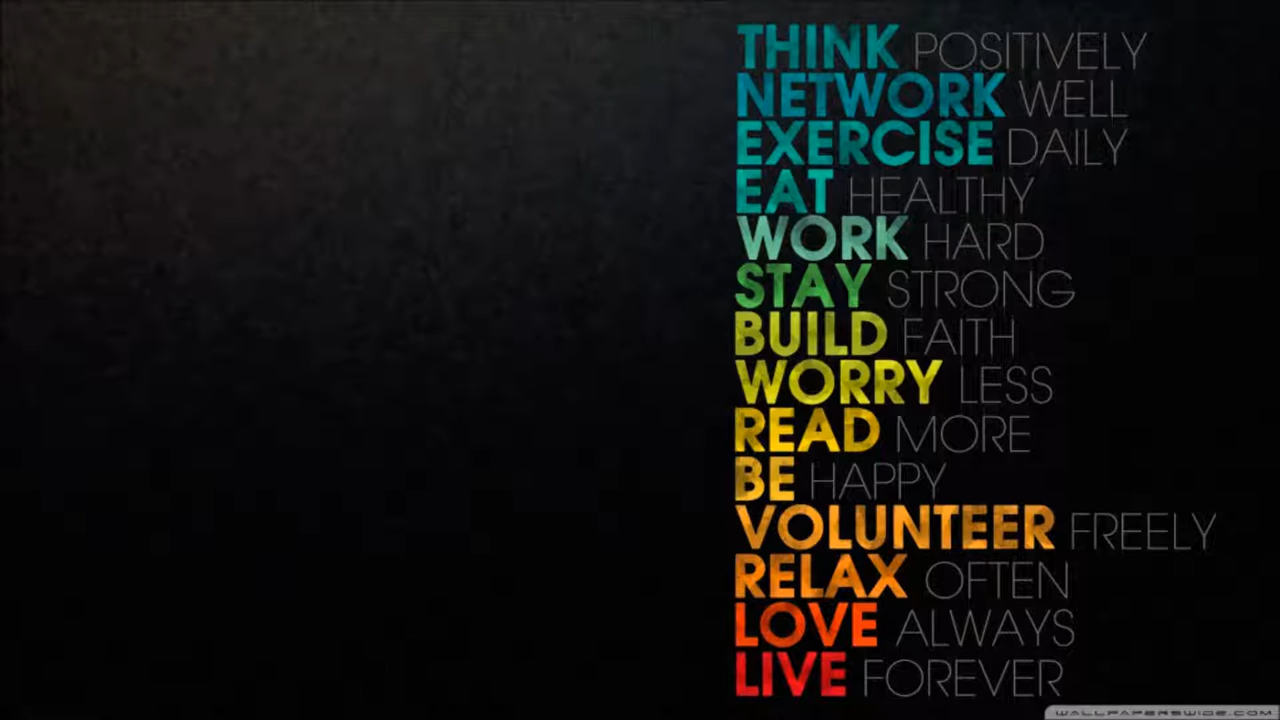 THINK POSITIVELY
NETWORK WELL
EXERCISE DAILY
EAT HEALTHY
WORK HARD
STAY STRONG
BUILD FAITH
WORRY LESS
READ MORE
BE HAPPY
VOLUNTEER FREELY
RELAX OFTEN
LOVE ALWAYS
LIVE FOREVER
WALLPAPERSWIDE.COM